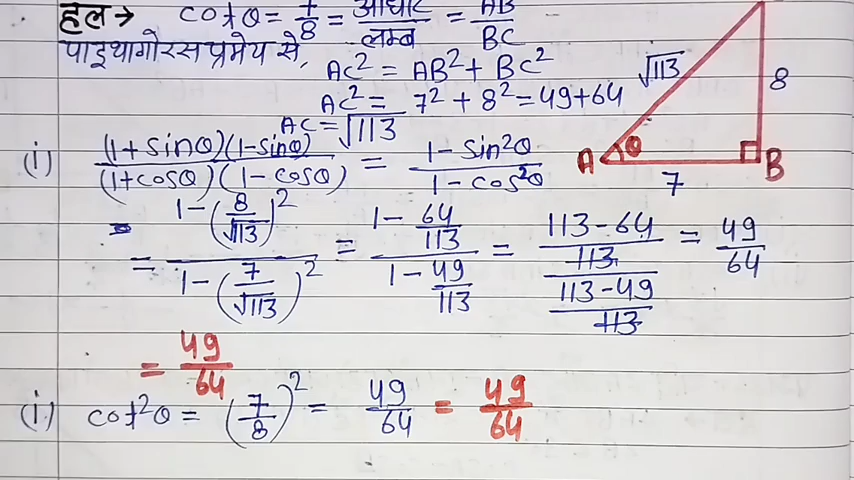 हल→ cotθ = 7/8 = आधार/लम्ब = AB/BC
पाइथागोरस प्रमेय से,
AC² = AB² + BC²
AC² = 7² + 8² = 49+64
AC = √113
√113
8
A θ B
7
(i) (1+sinθ)(1-sinθ)/(1+cosθ)(1-cosθ) = 1-sin²θ/1-cos²θ
= 1-(8/√113)²/1-(7/√113)² = 1-64/113/1-49/113 = 113-64/113/113-49/113 = 49/64
= 49/64
(i) cot²θ = (7/8)² = 49/64 = 49/64